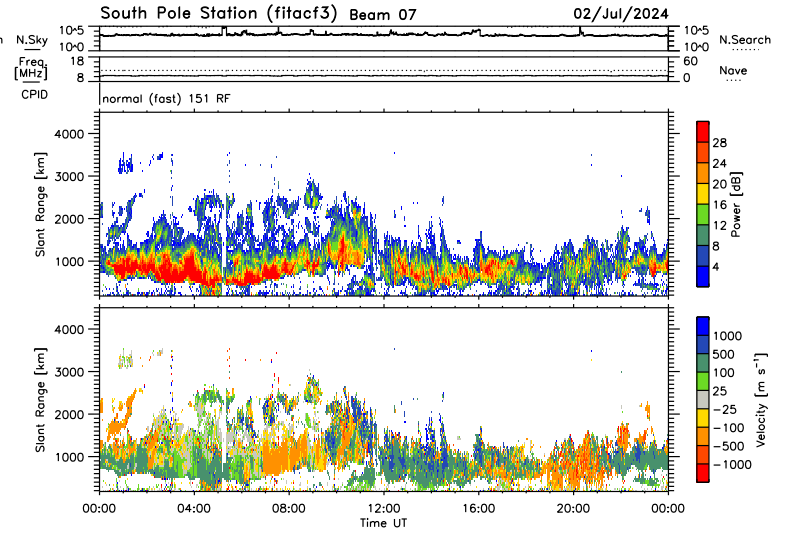 South Pole Station (fitacf3) Beam 07 02/Jul/2024
N.Sky 10^5 10^0 10^5 10^0 N.Search
Freq. [MHz] 18 8 60 0 Nave
CPID normal (fast) 151 RF
Slant Range [km] 4000 3000 2000 1000
28 24 20 16 12 8 4 Power [dB]
Slant Range [km] 4000 3000 2000 1000
1000 500 100 25 -25 -100 -500 -1000 Velocity [m s⁻¹]
00:00 04:00 08:00 12:00 16:00 20:00 00:00
Time UT